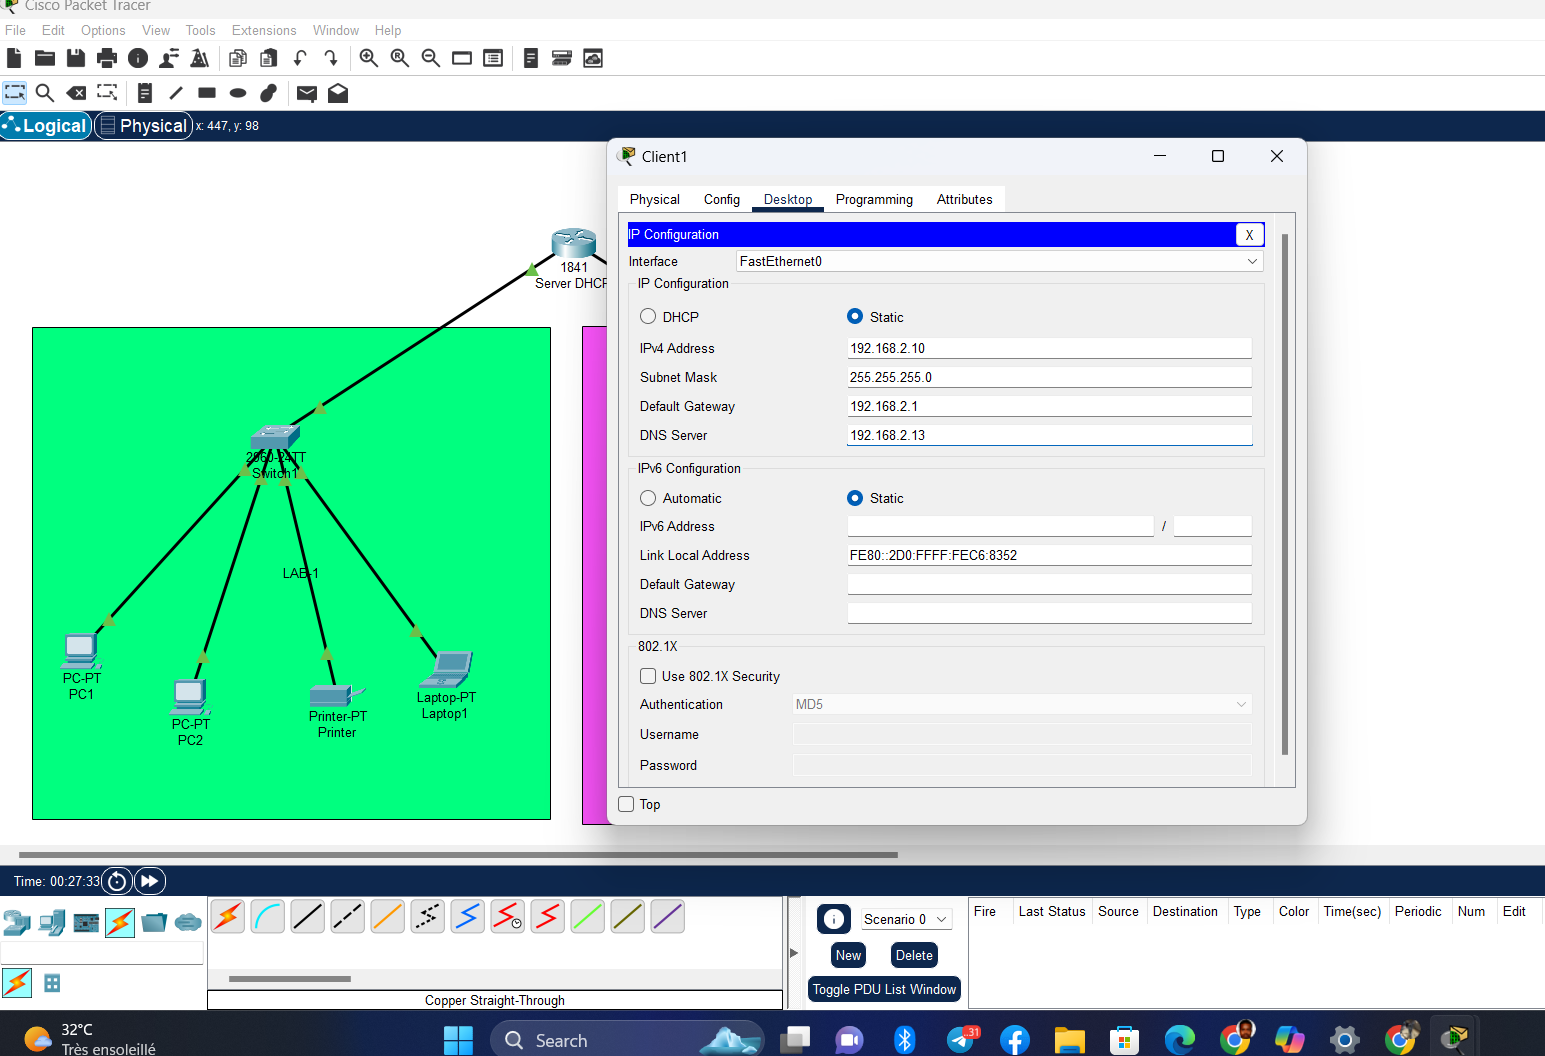 Cisco Packet Tracer
File Edit Options View Tools Extensions Window Help
Logical Physical x: 447, y: 98
1841
Server DHCP
2960-24TT
Switch1
LAB-1
PC-PT
PC1
PC-PT
PC2
Printer-PT
Printer
Laptop-PT
Laptop1
Client1
Physical Config Desktop Programming Attributes
IP Configuration X
Interface FastEthernet0
IP Configuration
DHCP Static
IPv4 Address 192.168.2.10
Subnet Mask 255.255.255.0
Default Gateway 192.168.2.1
DNS Server 192.168.2.13
IPv6 Configuration
Automatic Static
IPv6 Address /
Link Local Address FE80::2D0:FFFF:FEC6:8352
Default Gateway
DNS Server
802.1X
Use 802.1X Security
Authentication MD5
Username
Password
Top
Time: 00:27:33
Copper Straight-Through
Scenario 0
New Delete
Toggle PDU List Window
Fire Last Status Source Destination Type Color Time(sec) Periodic Num Edit
32°C
Très ensoleillé
Search
31